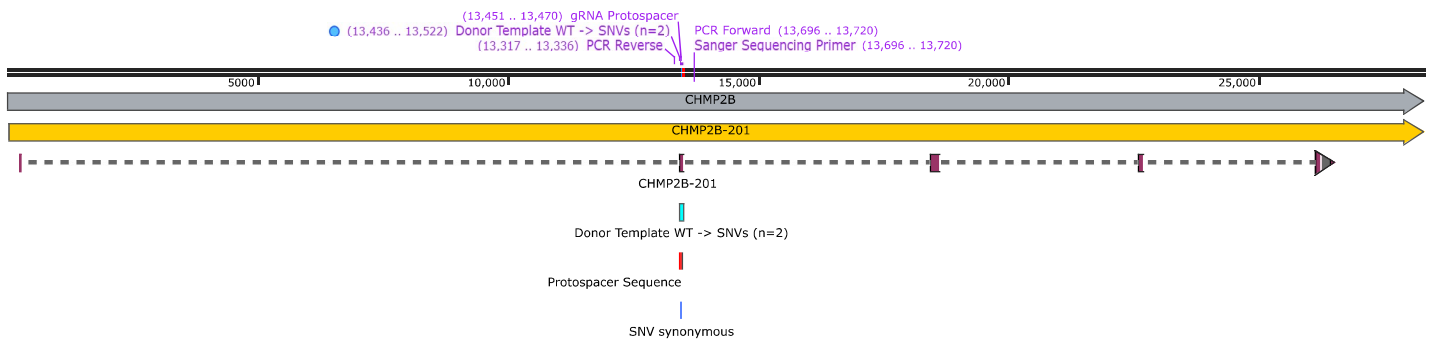 (13,451 .. 13,470) gRNA Protospacer
(13,436 .. 13,522) Donor Template WT -> SNVs (n=2)
PCR Forward (13,696 .. 13,720)
(13,317 .. 13,336) PCR Reverse
Sanger Sequencing Primer (13,696 .. 13,720)
5000
10,000
15,000
20,000
25,000
CHMP2B
CHMP2B-201
CHMP2B-201
Donor Template WT -> SNVs (n=2)
Protospacer Sequence
SNV synonymous